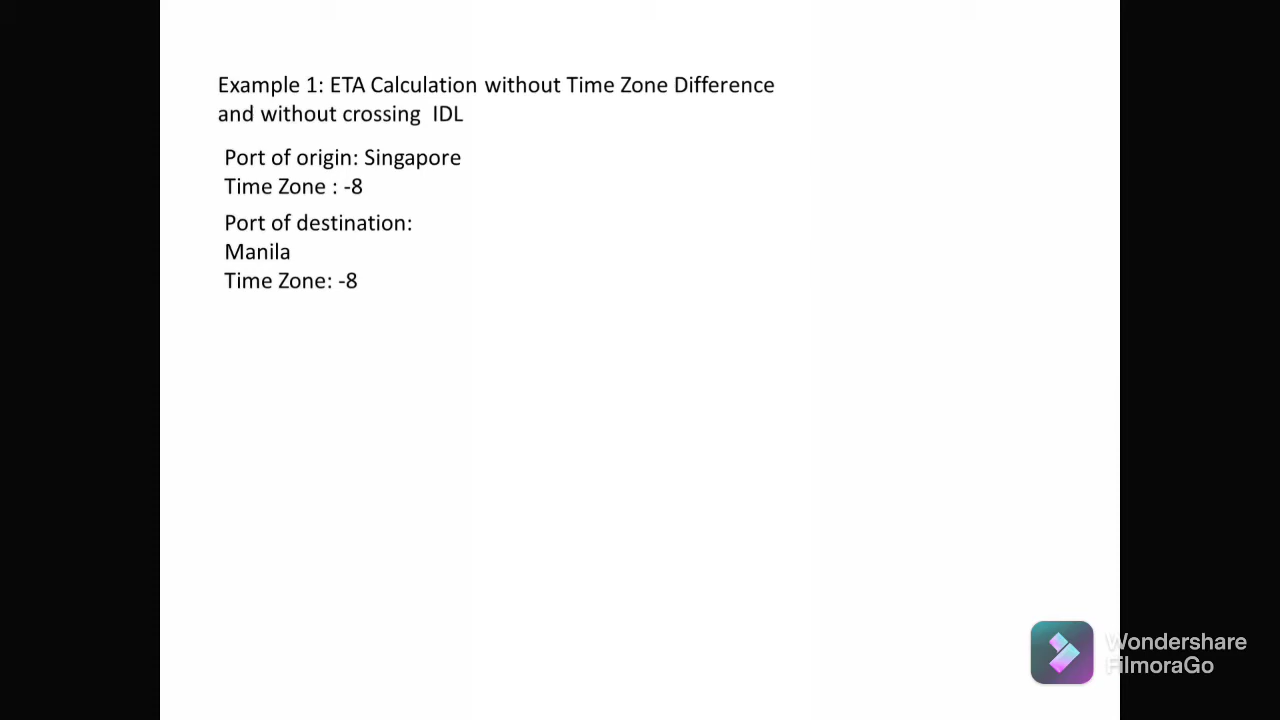 Example 1: ETA Calculation without Time Zone Difference
and without crossing IDL
Port of origin: Singapore
Time Zone : -8
Port of destination:
Manila
Time Zone: -8
Wondershare
FilmoraGo